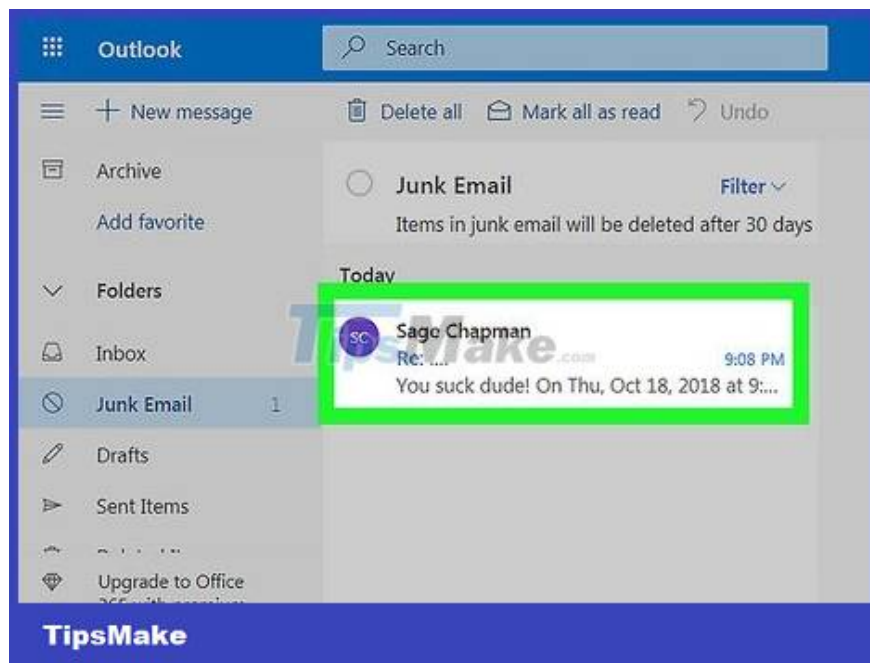 Outlook
Search
New message
Delete all
Mark all as read
Undo
Archive
Add favorite
Junk Email
Filter
Items in junk email will be deleted after 30 days
Today
Folders
Inbox
Junk Email 1
Drafts
Sent Items
Upgrade to Office
SC
Sage Chapman
Re: ....
9:08 PM
You suck dude! On Thu, Oct 18, 2018 at 9:...
TipsMake.com
TipsMake